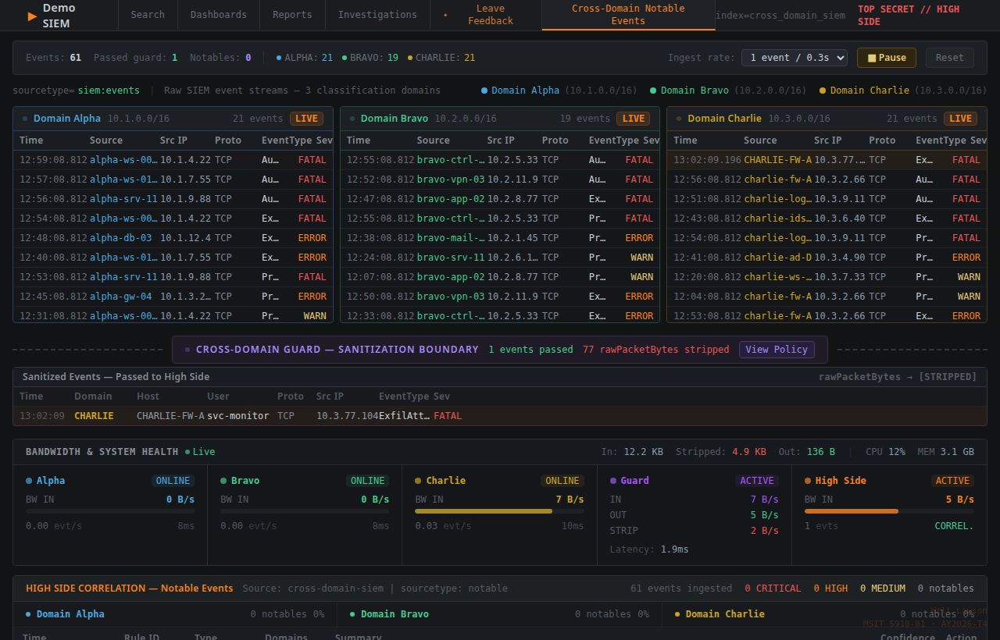 ▶ Demo SIEM Search Dashboards Reports Investigations ✦ Leave Feedback Cross-Domain Notable Events index=cross_domain_siem TOP SECRET // HIGH SIDE
Events: 61 Passed guard: 1 Notables: 0 ALPHA: 21 BRAVO: 19 CHARLIE: 21 Ingest rate: 1 event / 0.3s Pause Reset
sourcetype= siem:events | Raw SIEM event streams — 3 classification domains Domain Alpha (10.1.0.0/16) Domain Bravo (10.2.0.0/16) Domain Charlie (10.3.0.0/16)
Domain Alpha 10.1.0.0/16 21 events LIVE
Time Source Src IP Proto EventType Sev
12:59:08.812 alpha-ws-00… 10.1.4.22 TCP Au… FATAL
12:57:08.812 alpha-ws-01… 10.1.7.55 TCP Au… FATAL
12:56:08.812 alpha-srv-11 10.1.9.88 TCP Au… FATAL
12:54:08.812 alpha-ws-00… 10.1.4.22 TCP Ex… FATAL
12:48:08.812 alpha-db-03 10.1.12.4 TCP Ex… ERROR
12:40:08.812 alpha-ws-01… 10.1.7.55 TCP Ex… ERROR
12:53:08.812 alpha-srv-11 10.1.9.88 TCP Pr… FATAL
12:45:08.812 alpha-gw-04 10.1.3.2… TCP Pr… ERROR
12:31:08.812 alpha-ws-00… 10.1.4.22 TCP Pr… WARN
Domain Bravo 10.2.0.0/16 19 events LIVE
Time Source Src IP Proto EventType Sev
12:55:08.812 bravo-ctrl-… 10.2.5.33 TCP Au… FATAL
12:52:08.812 bravo-vpn-03 10.2.11.9 TCP Au… FATAL
12:47:08.812 bravo-app-02 10.2.8.77 TCP Ex… FATAL
12:55:08.812 bravo-ctrl-… 10.2.5.33 TCP Pr… FATAL
12:38:08.812 bravo-mail-… 10.2.1.45 TCP Pr… ERROR
12:24:08.812 bravo-srv-11 10.2.6.1… TCP Pr… WARN
12:07:08.812 bravo-app-02 10.2.8.77 TCP Pr… WARN
12:50:08.812 bravo-vpn-03 10.2.11.9 TCP Ex… ERROR
12:33:08.812 bravo-ctrl-… 10.2.5.33 TCP Ex… ERROR
Domain Charlie 10.3.0.0/16 21 events LIVE
Time Source Src IP Proto EventType Sev
13:02:09.196 CHARLIE-FW-A 10.3.77.… TCP Ex… FATAL
12:56:08.812 charlie-fw-A 10.3.2.66 TCP Au… FATAL
12:51:08.812 charlie-log… 10.3.9.11 TCP Au… FATAL
12:43:08.812 charlie-ids… 10.3.6.40 TCP Ex… FATAL
12:54:08.812 charlie-log… 10.3.9.11 TCP Pr… FATAL
12:41:08.812 charlie-ad-D 10.3.4.90 TCP Pr… ERROR
12:20:08.812 charlie-ws-… 10.3.7.33 TCP Pr… WARN
12:04:08.812 charlie-fw-A 10.3.2.66 TCP Pr… WARN
12:53:08.812 charlie-fw-A 10.3.2.66 TCP Ex… ERROR
CROSS-DOMAIN GUARD — SANITIZATION BOUNDARY 1 events passed 77 rawPacketBytes stripped View Policy
Sanitized Events — Passed to High Side rawPacketBytes → [STRIPPED]
Time Domain Host User Proto Src IP EventType Sev
13:02:09 CHARLIE CHARLIE-FW-A svc-monitor TCP 10.3.77.104 ExfilAtt… FATAL
BANDWIDTH & SYSTEM HEALTH Live In: 12.2 KB Stripped: 4.9 KB Out: 136 B CPU 12% MEM 3.1 GB
Alpha ONLINE
BW IN 0 B/s
0.00 evt/s 8ms
Bravo ONLINE
BW IN 0 B/s
0.00 evt/s 8ms
Charlie ONLINE
BW IN 7 B/s
0.03 evt/s 10ms
Guard ACTIVE
IN 7 B/s
OUT 5 B/s
STRIP 2 B/s
Latency: 1.9ms
High Side ACTIVE
BW IN 5 B/s
1 evts CORREL.
HIGH SIDE CORRELATION — Notable Events Source: cross-domain-siem | sourcetype: notable 61 events ingested 0 CRITICAL 0 HIGH 0 MEDIUM 0 notables
Domain Alpha 0 notables 0% Domain Bravo 0 notables 0% Domain Charlie 0 notables 0%
MSIT 5910-01 · AY2026-T4
Time Rule ID Type Domains Summary Confidence Action